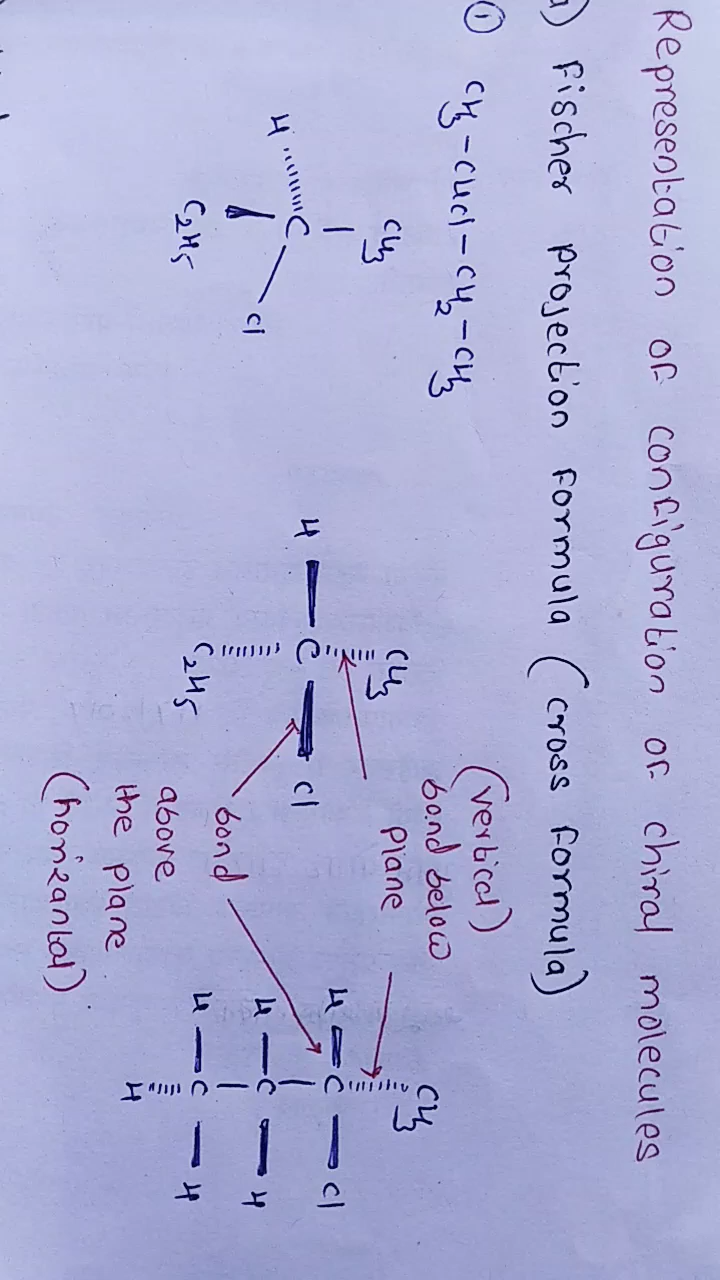 Representation of configuration of chiral molecules
a) Fischer projection formula (cross formula)
① CH3-CHCl-CH2-CH3
CH3
H C Cl
C2H5
CH3
H C Cl
C2H5
(vertical)
bond below
plane
bond
above
the plane
(horizantal)
CH3
H C Cl
H C H
H C H
H